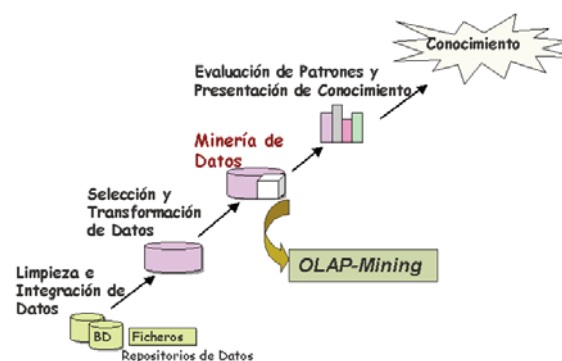 Conocimiento
Evaluación de Patrones y
Presentación de Conocimiento
Minería de
Datos
Selección y
Transformación
de Datos
OLAP-Mining
Limpieza e
Integración de
Datos
BD
Ficheros
Repositorios de Datos